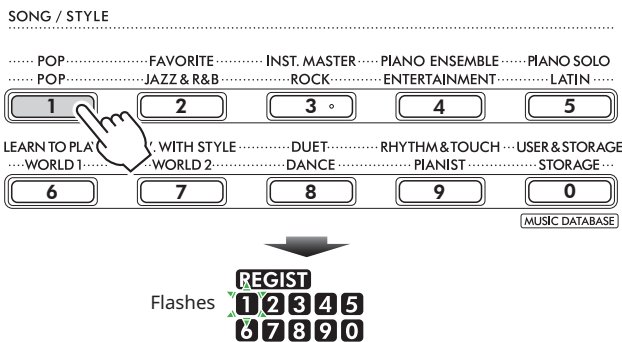 SONG / STYLE
POP FAVORITE INST. MASTER PIANO ENSEMBLE PIANO SOLO
POP JAZZ & R&B ROCK ENTERTAINMENT LATIN
1 2 3 4 5
LEARN TO WITH STYLE DUET RHYTHM & TOUCH USER & STORAGE
WORLD 1 WORLD 2 DANCE PIANIST STORAGE
6 7 8 9 0
MUSIC DATABASE
REGIST
Flashes 1 2 3 4 5
6 7 8 9 0